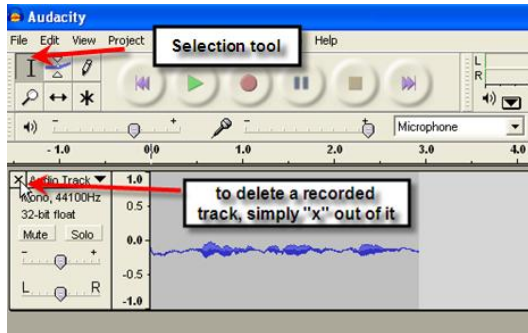 Audacity
File Edit View Project
Help
Selection tool
L
R
Microphone
- 1.0 0|0 1.0 2.0 3.0 4.0
X Audio Track
Mono, 44100Hz
32-bit float
Mute Solo
- +
L R
1.0
0.5
0.0
-0.5
-1.0
to delete a recorded
track, simply "x" out of it